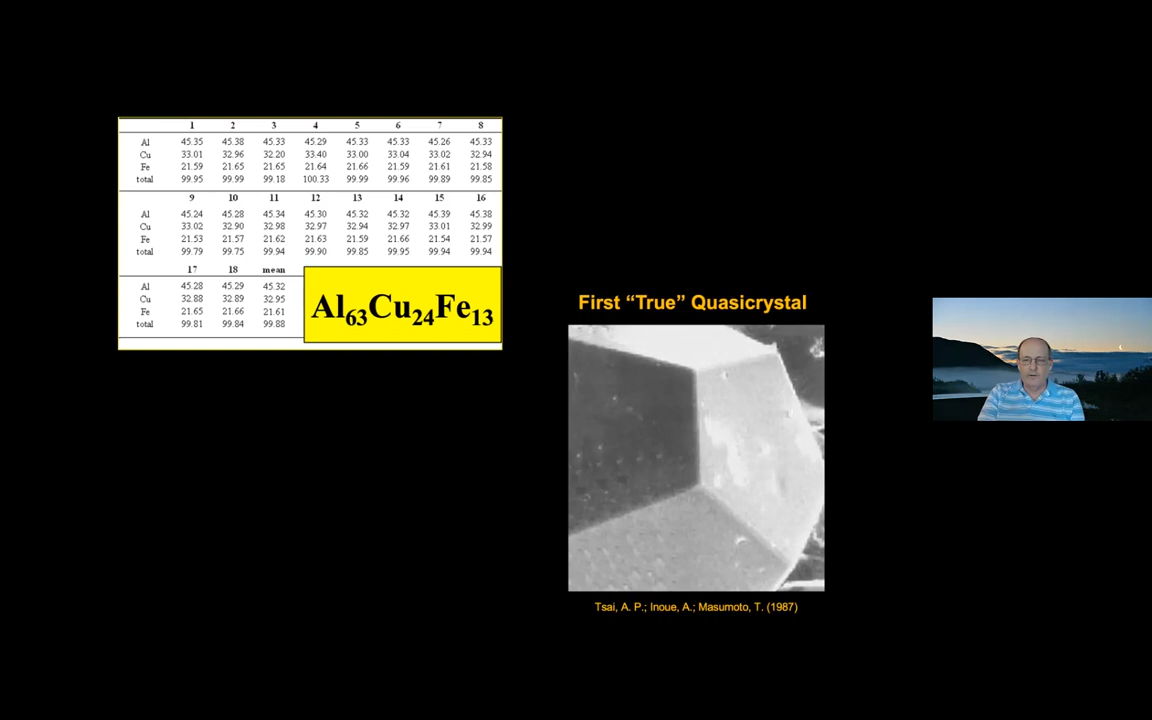 1 2 3 4 5 6 7 8
Al 45.35 45.38 45.33 45.29 45.33 45.33 45.26 45.33
Cu 33.01 32.96 32.20 33.40 33.00 33.04 33.02 32.94
Fe 21.59 21.65 21.65 21.64 21.66 21.59 21.61 21.58
total 99.95 99.99 99.18 100.33 99.99 99.96 99.89 99.85
9 10 11 12 13 14 15 16
Al 45.24 45.28 45.34 45.30 45.32 45.32 45.39 45.38
Cu 33.02 32.90 32.98 32.97 32.94 32.97 33.01 32.99
Fe 21.53 21.57 21.62 21.63 21.59 21.66 21.54 21.57
total 99.79 99.75 99.94 99.90 99.85 99.95 99.94 99.94
17 18 mean
Al 45.28 45.29 45.32
Cu 32.88 32.89 32.95
Fe 21.65 21.66 21.61
total 99.81 99.84 99.88
Al₆₃Cu₂₄Fe₁₃
First “True” Quasicrystal
Tsai, A. P.; Inoue, A.; Masumoto, T. (1987)